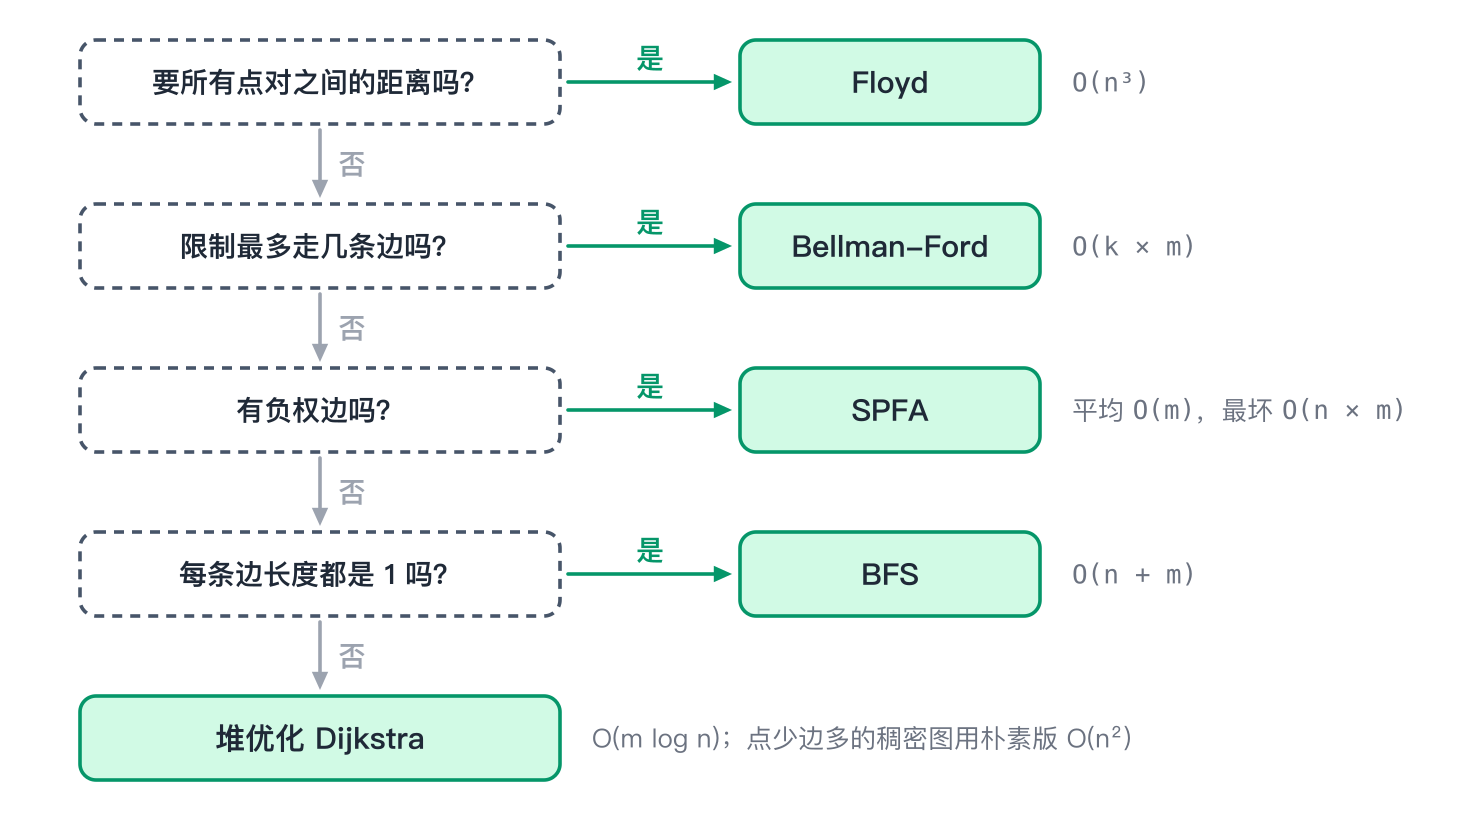 要所有点对之间的距离吗?
是
Floyd
O(n³)
否
限制最多走几条边吗?
是
Bellman–Ford
O(k × m)
否
有负权边吗?
是
SPFA
平均 O(m)，最坏 O(n × m)
否
每条边长度都是 1 吗?
是
BFS
O(n + m)
否
堆优化 Dijkstra
O(m log n)；点少边多的稠密图用朴素版 O(n²)